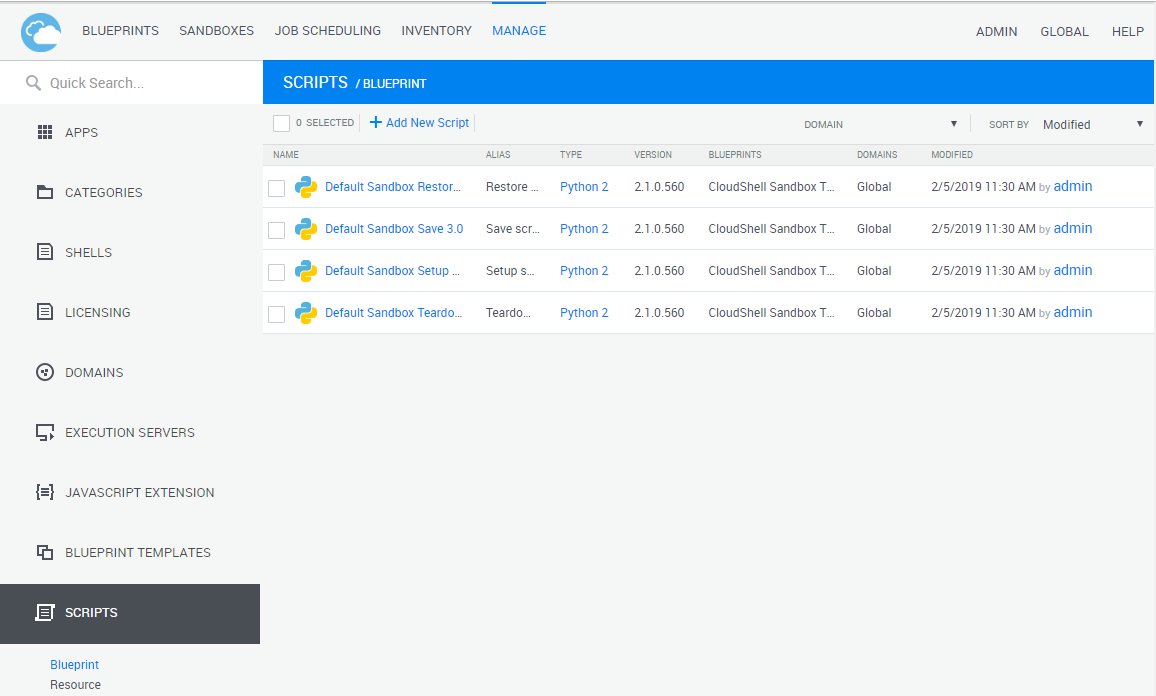 BLUEPRINTS SANDBOXES JOB SCHEDULING INVENTORY MANAGE ADMIN GLOBAL HELP
Quick Search...
SCRIPTS / BLUEPRINT
0 SELECTED Add New Script DOMAIN SORT BY Modified
NAME ALIAS TYPE VERSION BLUEPRINTS DOMAINS MODIFIED
Default Sandbox Restor... Restore ... Python 2 2.1.0.560 CloudShell Sandbox T... Global 2/5/2019 11:30 AM by admin
Default Sandbox Save 3.0 Save scr... Python 2 2.1.0.560 CloudShell Sandbox T... Global 2/5/2019 11:30 AM by admin
Default Sandbox Setup ... Setup s... Python 2 2.1.0.560 CloudShell Sandbox T... Global 2/5/2019 11:30 AM by admin
Default Sandbox Teardo... Teardo... Python 2 2.1.0.560 CloudShell Sandbox T... Global 2/5/2019 11:30 AM by admin
APPS
CATEGORIES
SHELLS
LICENSING
DOMAINS
EXECUTION SERVERS
JAVASCRIPT EXTENSION
BLUEPRINT TEMPLATES
SCRIPTS
Blueprint
Resource